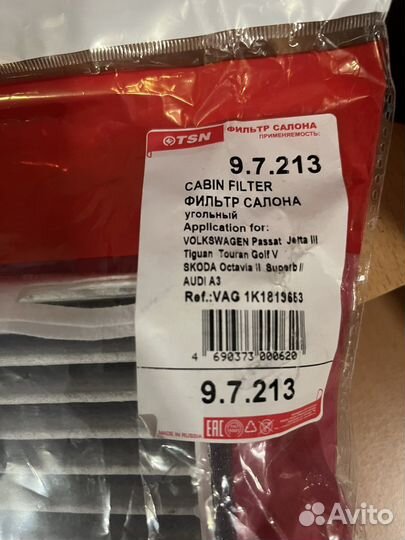 TSN
ФИЛЬТР САЛОНА
ПРИМЕНЯЕМОСТЬ:
9.7.213
CABIN FILTER
ФИЛЬТР САЛОНА
угольный
Application for:
VOLKSWAGEN Passat Jetta III
Tiguan Touran Golf V
SKODA Octavia II Superb II
AUDI A3
Ref.:VAG 1K1819653
4 690373 000620
9.7.213
MADE IN RUSSIA
EAC
Avito